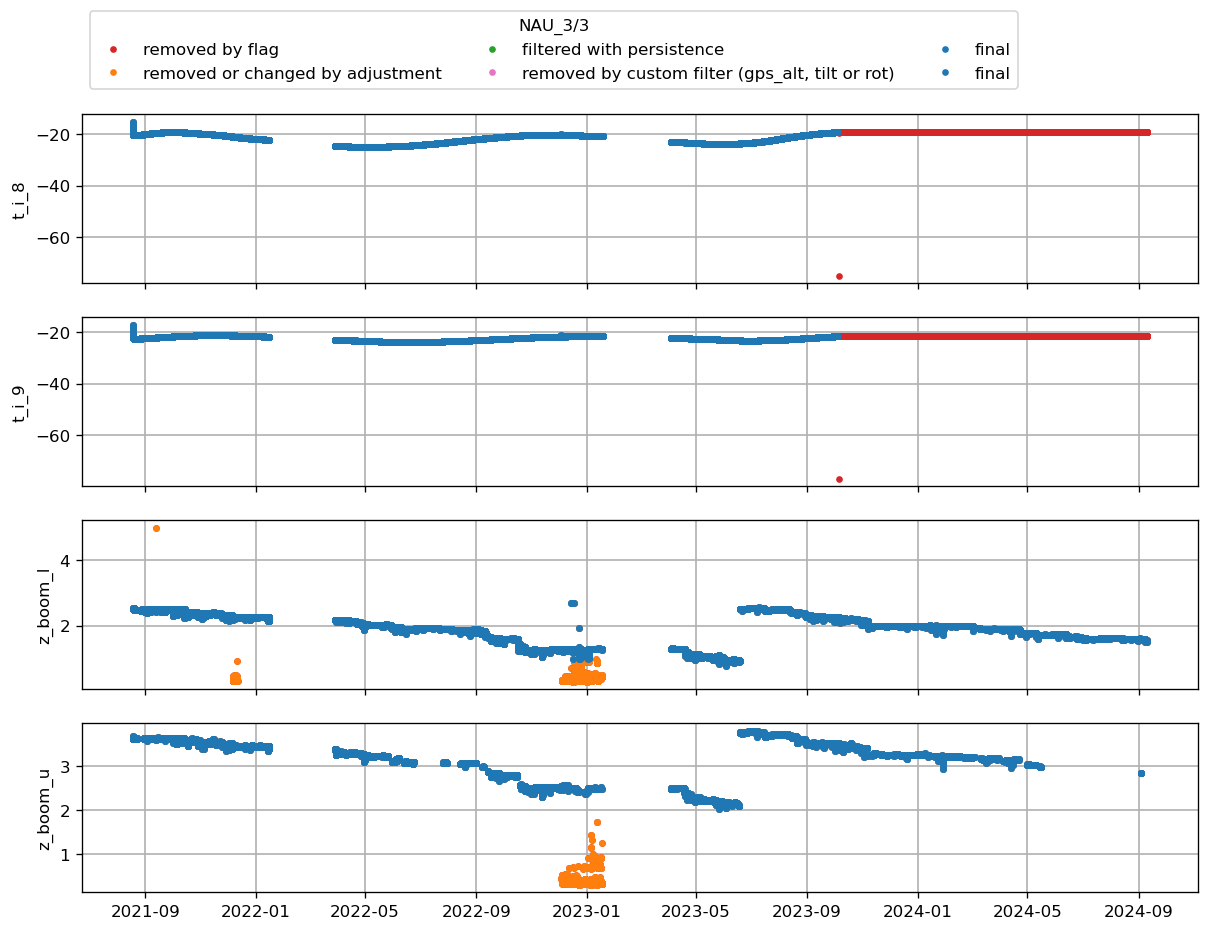 NAU_3/3
removed by flag
filtered with persistence
final
removed or changed by adjustment
removed by custom filter (gps_alt, tilt or rot)
final
−20
−40
−60
t_i_8
−20
−40
−60
t_i_9
4
2
z_boom_l
3
2
1
z_boom_u
2021-09
2022-01
2022-05
2022-09
2023-01
2023-05
2023-09
2024-01
2024-05
2024-09